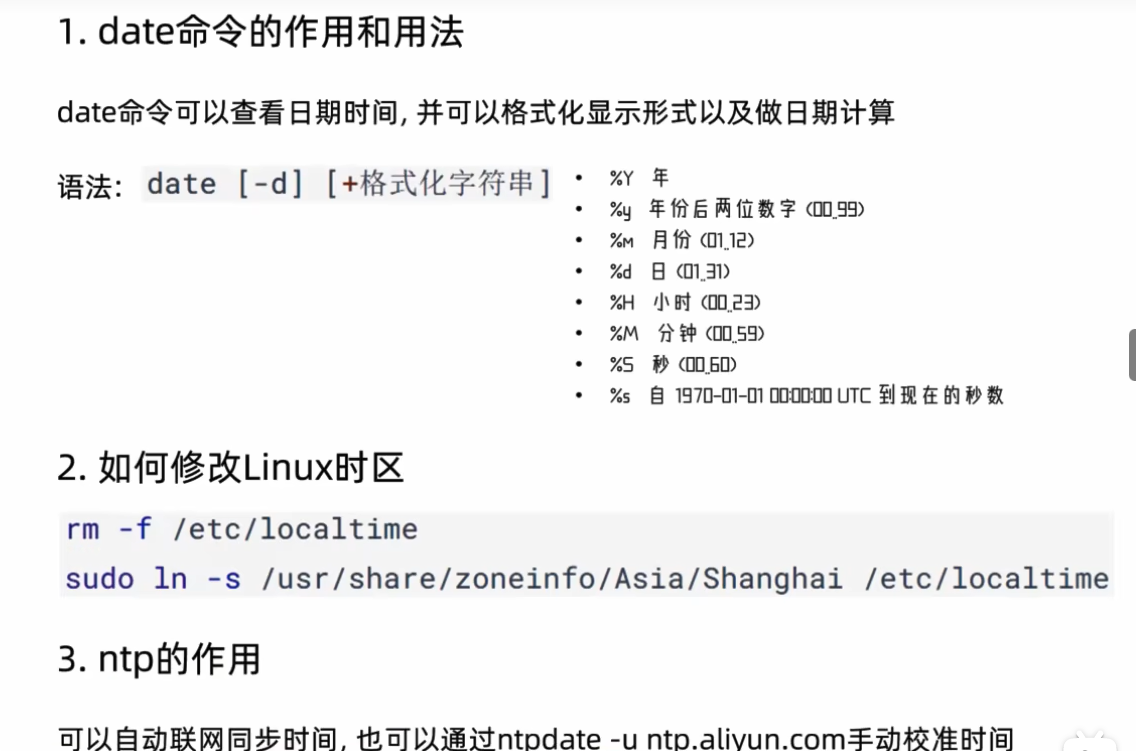 1. date命令的作用和用法
date命令可以查看日期时间, 并可以格式化显示形式以及做日期计算
语法: date [-d] [+格式化字符串]
• %Y 年
• %y 年份后两位数字 (00..99)
• %m 月份 (01..12)
• %d 日 (01..31)
• %H 小时 (00..23)
• %M 分钟 (00..59)
• %S 秒 (00..60)
• %s 自 1970-01-01 00:00:00 UTC 到现在的秒数
2. 如何修改Linux时区
rm -f /etc/localtime
sudo ln -s /usr/share/zoneinfo/Asia/Shanghai /etc/localtime
3. ntp的作用
可以自动联网同步时间, 也可以通过ntpdate -u ntp.aliyun.com手动校准时间